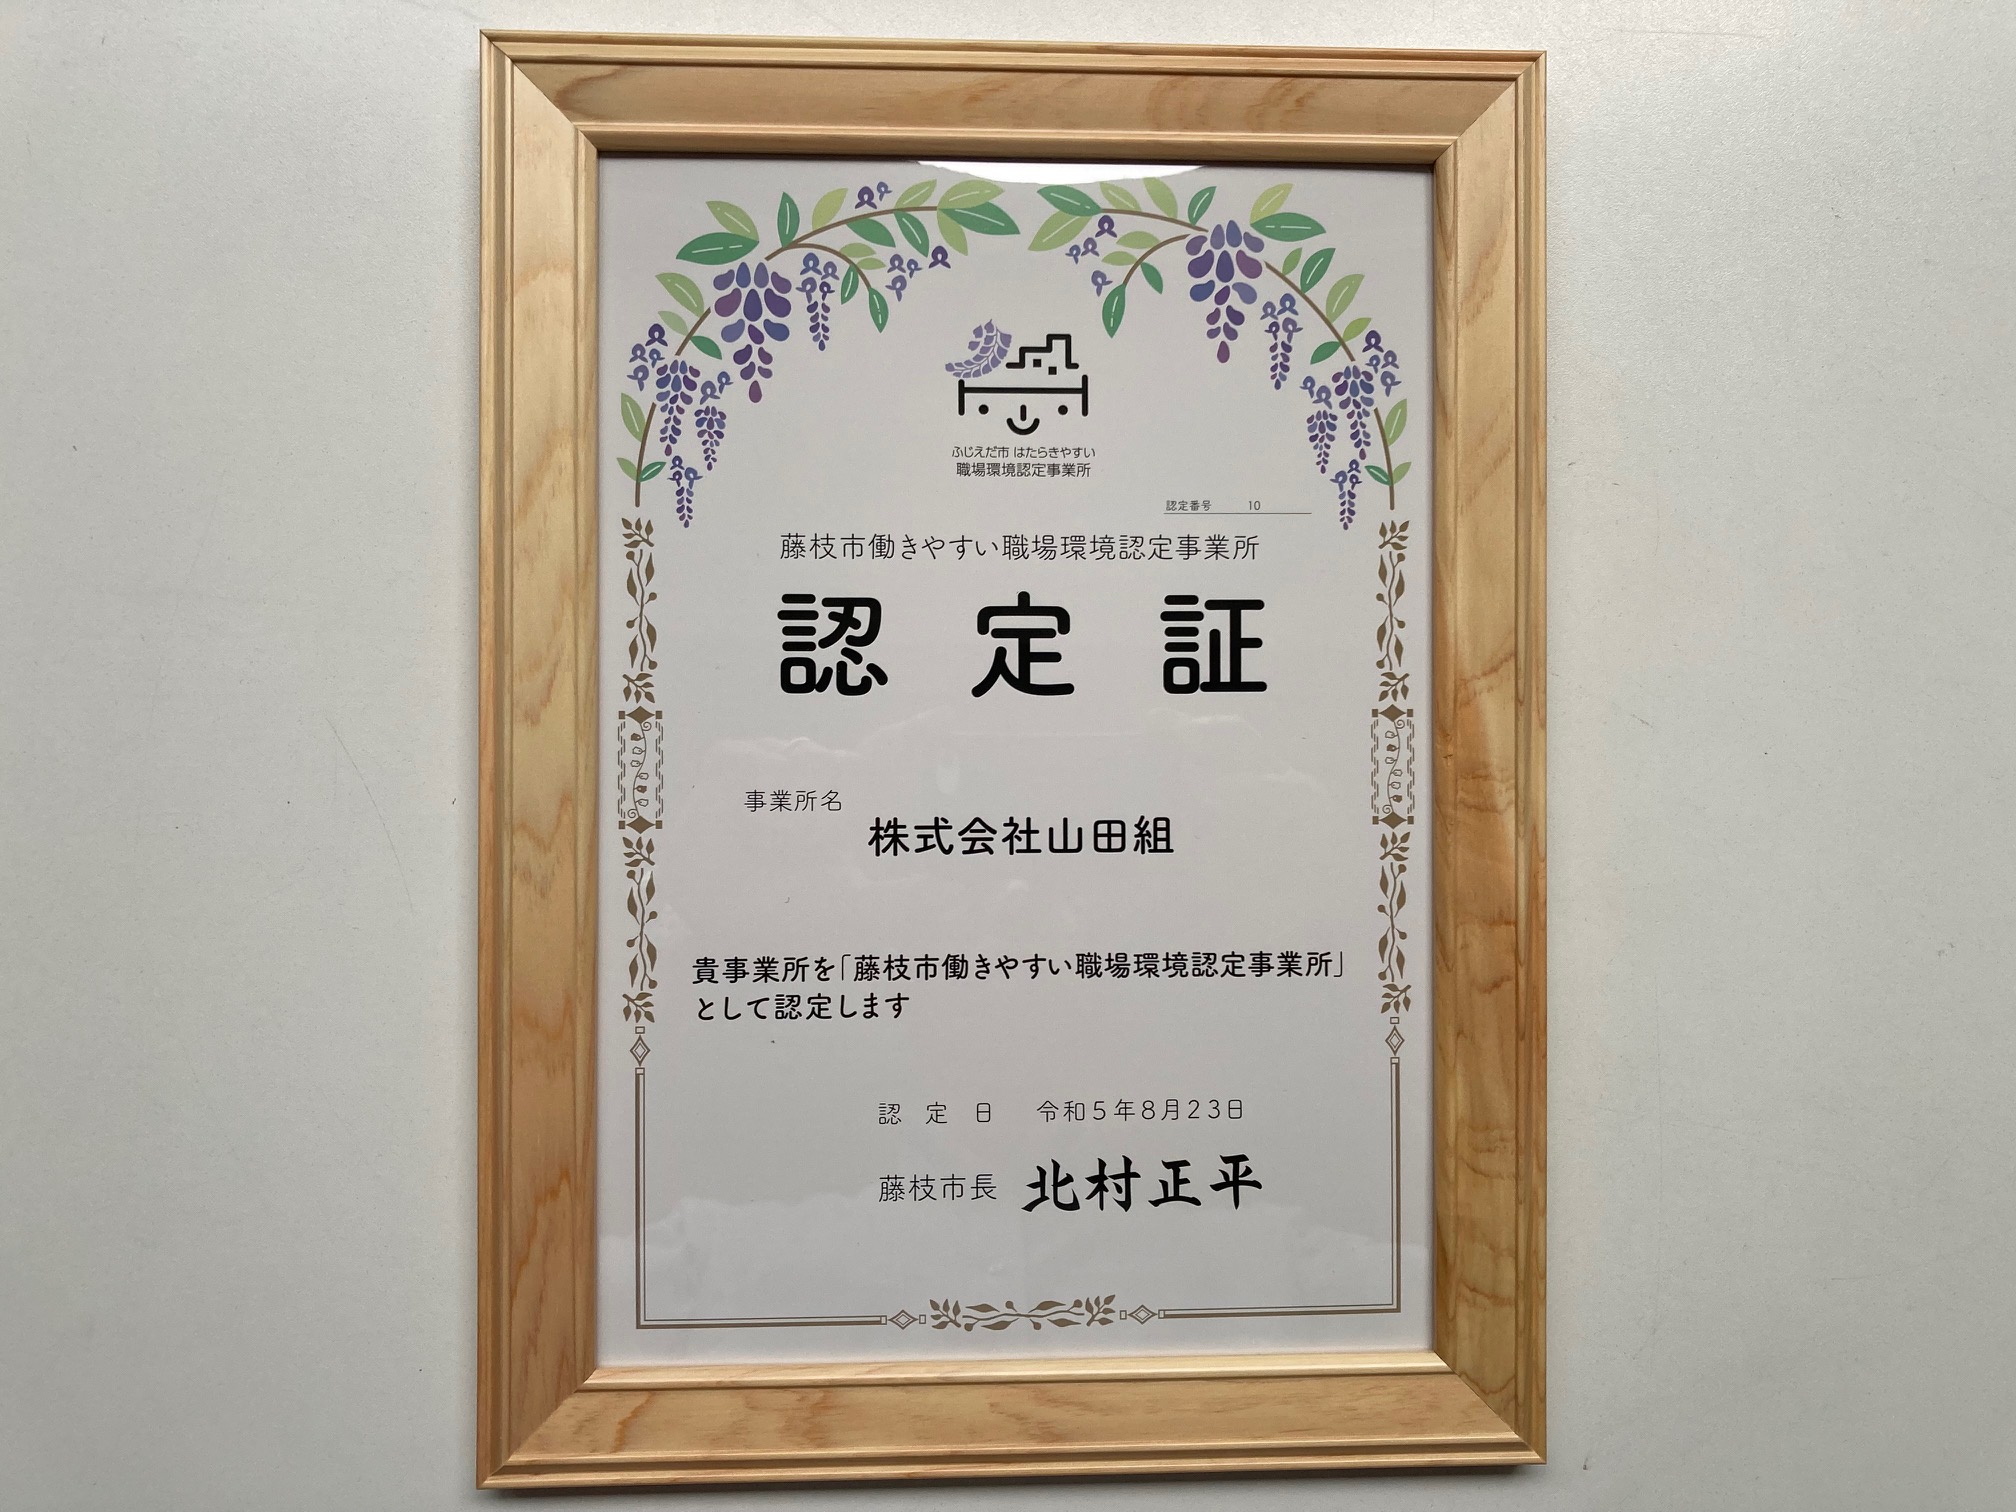 ふじえだ市 はたらきやすい
職場環境認定事業所
認定番号 10
藤枝市働きやすい職場環境認定事業所
認定証
事業所名
株式会社山田組
貴事業所を「藤枝市働きやすい職場環境認定事業所」
として認定します
認定日 令和5年8月23日
藤枝市長 北村正平